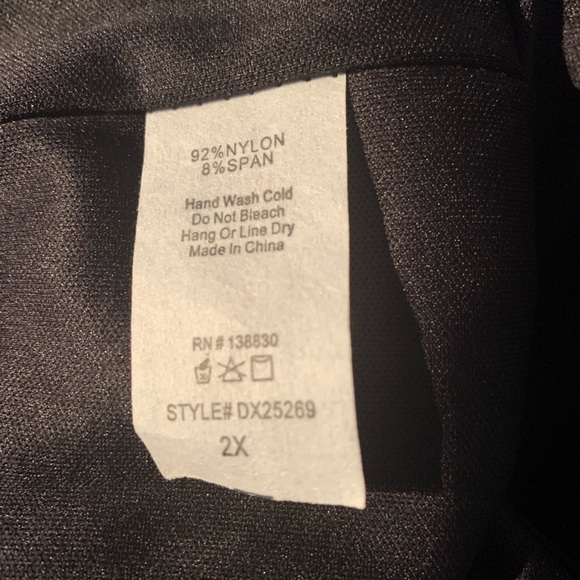 92%NYLON
8%SPAN
Hand Wash Cold
Do Not Bleach
Hang Or Line Dry
Made In China
RN # 138830
STYLE# DX25269
2X